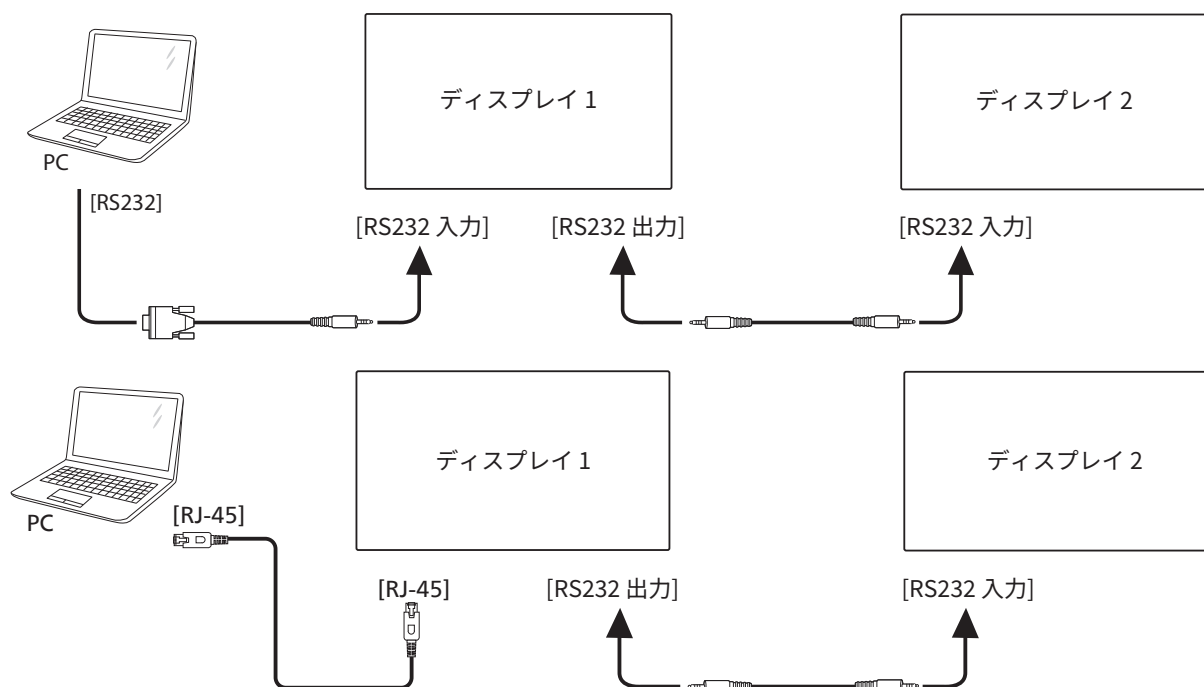 ディスプレイ 1
ディスプレイ 2
PC
[RS232]
[RS232 入力]
[RS232 出力]
[RS232 入力]
ディスプレイ 1
ディスプレイ 2
PC
[RJ-45]
[RJ-45]
[RS232 出力]
[RS232 入力]